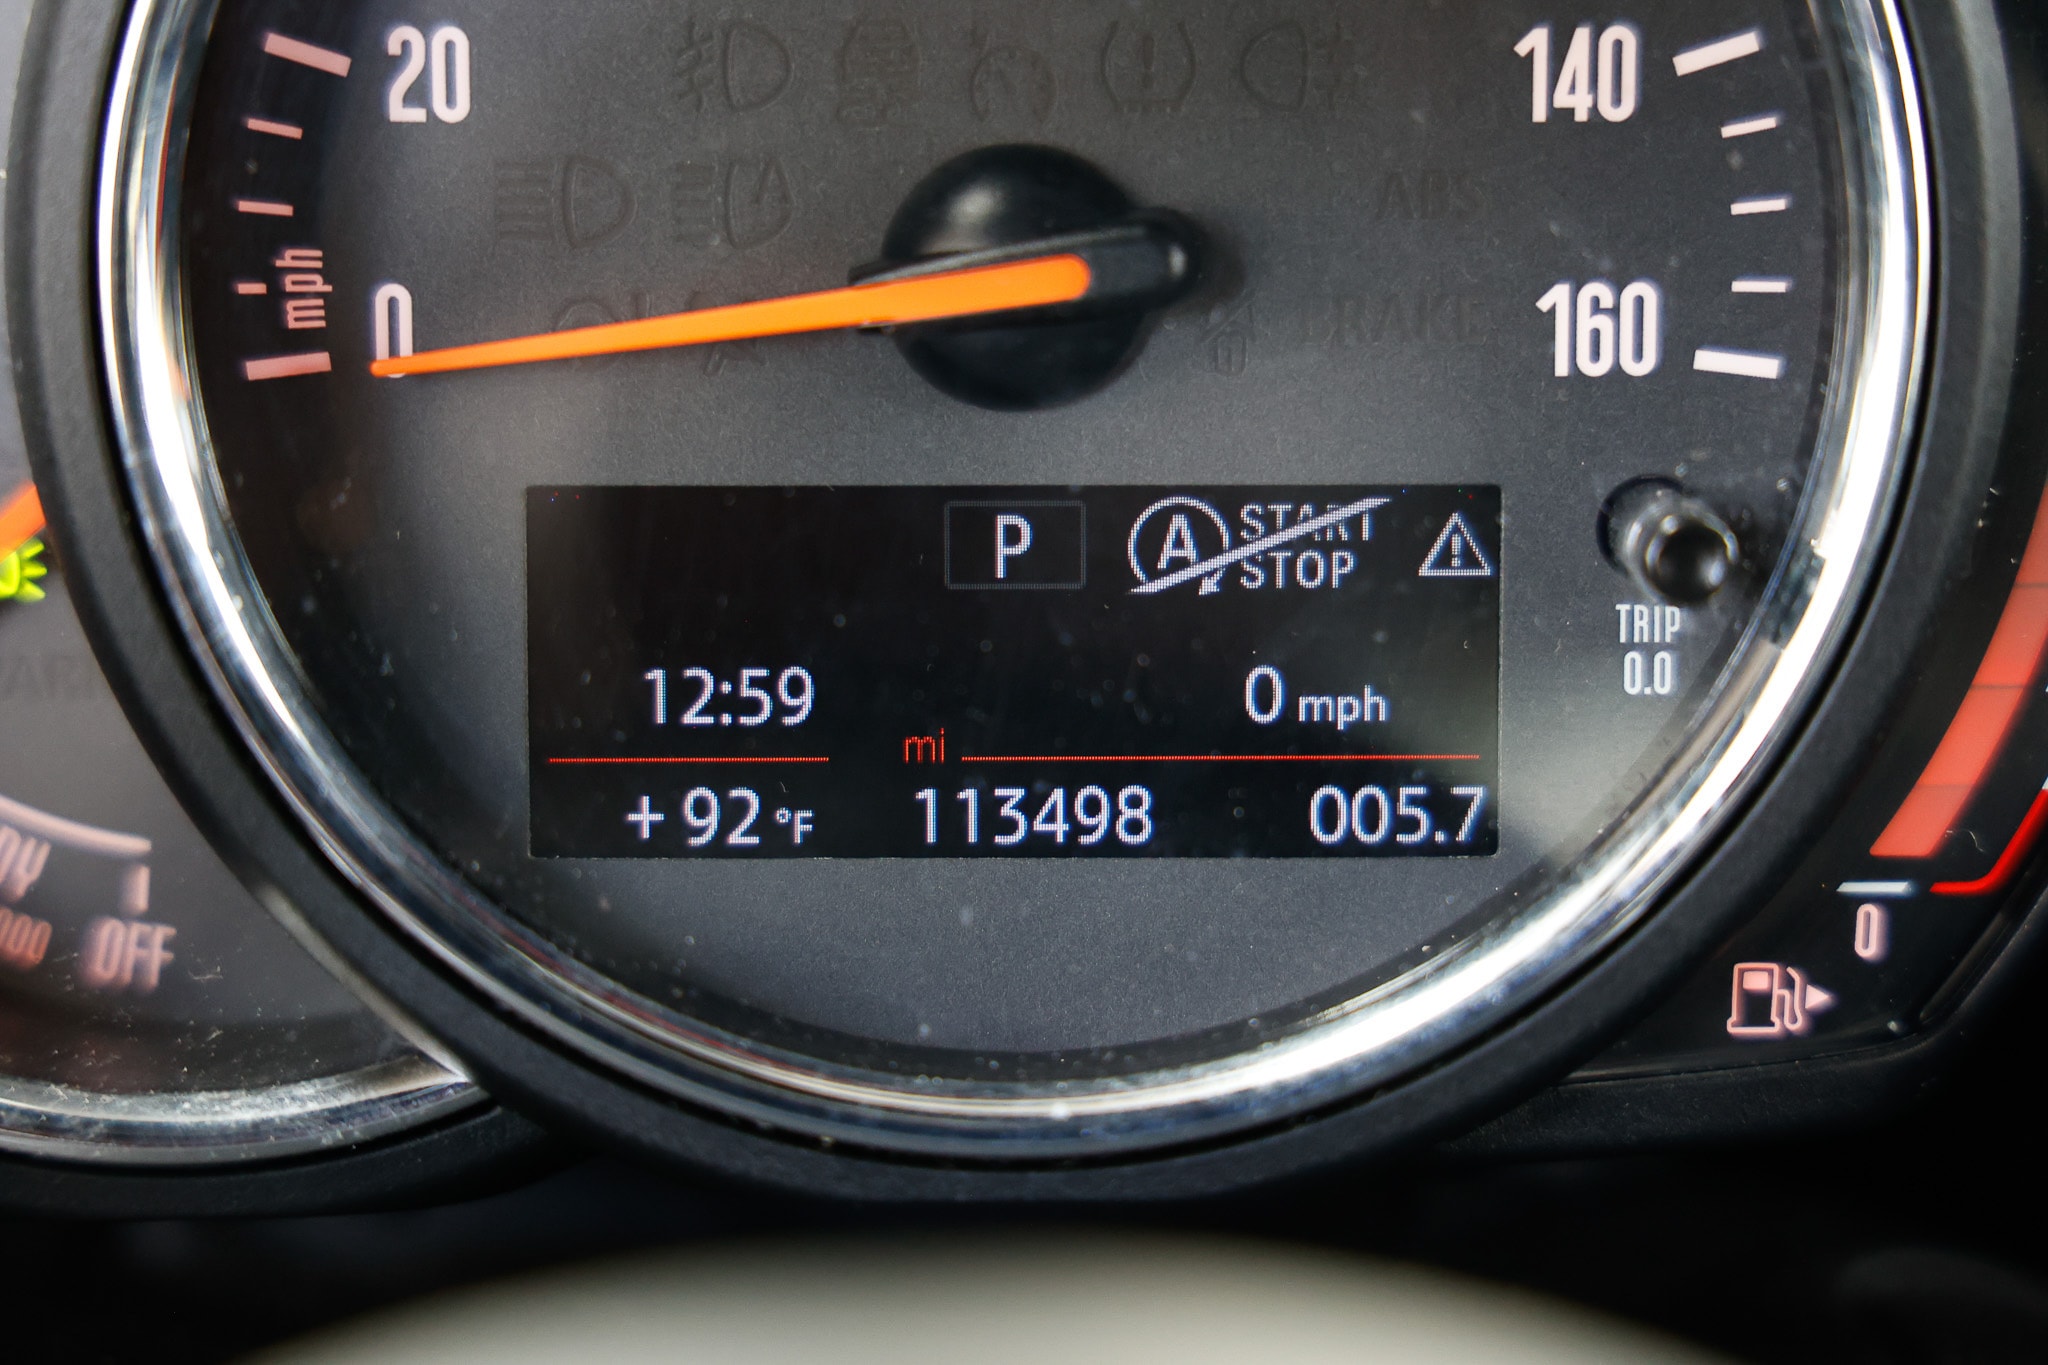 20
140
mph
0
160
ABS
BRAKE
P
A
START
STOP
12:59
0 mph
mi
+92 °F
113498
005.7
TRIP
0.0
OFF
0